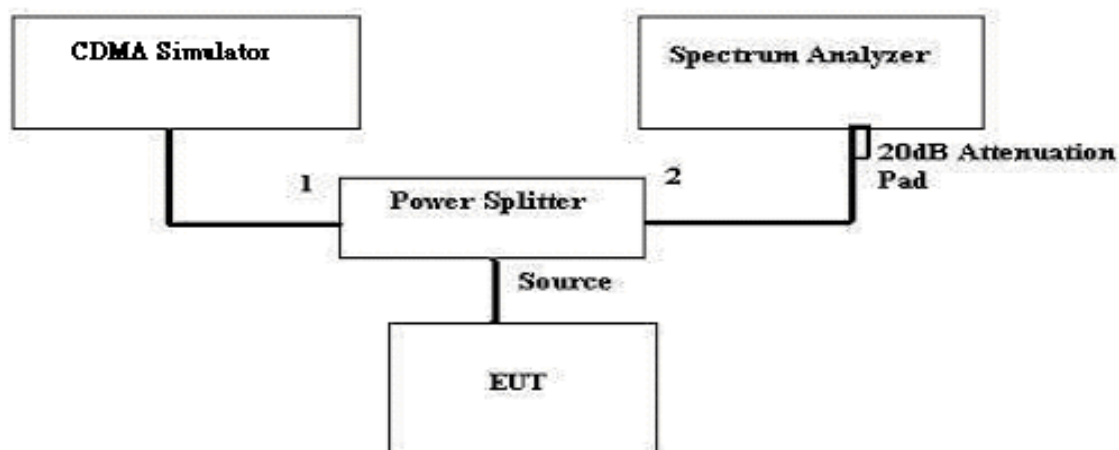 CDMA Simulator
Spectrum Analyzer
20dB Attenuation
Pad
1
2
Power Splitter
Source
EUT